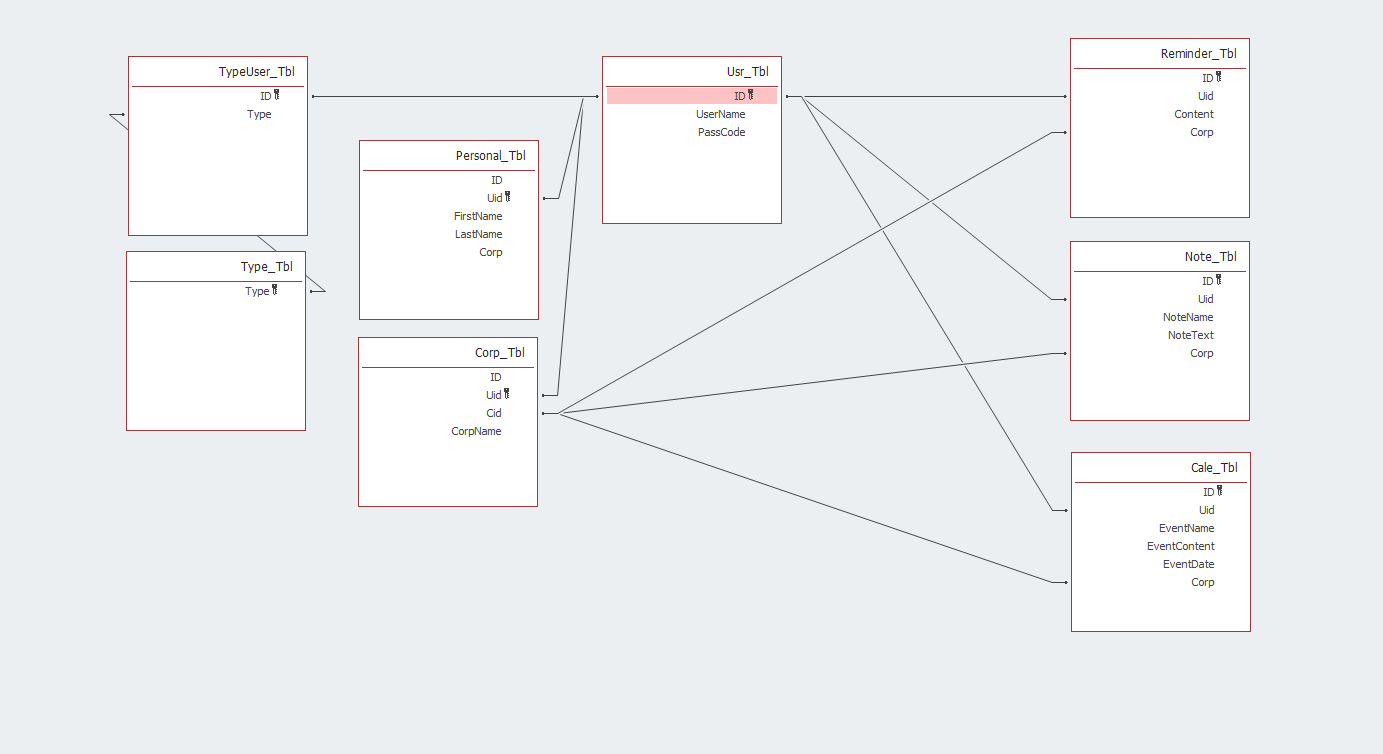 TypeUser_Tbl
ID
Type
Type_Tbl
Type
Personal_Tbl
ID
Uid
FirstName
LastName
Corp
Corp_Tbl
ID
Uid
Cid
CorpName
Usr_Tbl
ID
UserName
PassCode
Reminder_Tbl
ID
Uid
Content
Corp
Note_Tbl
ID
Uid
NoteName
NoteText
Corp
Cale_Tbl
ID
Uid
EventName
EventContent
EventDate
Corp